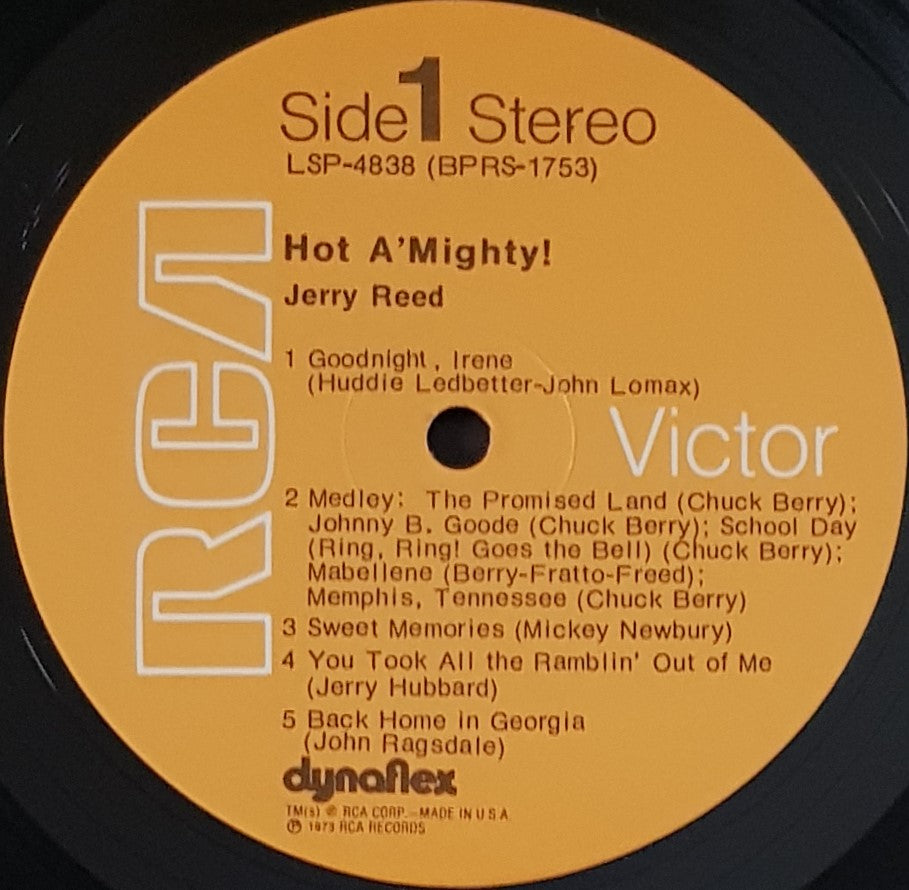 Side 1 Stereo
LSP-4838 (BPRS-1753)
RCA
Hot A'Mighty!
Jerry Reed
1 Goodnight, Irene
(Huddie Ledbetter-John Lomax)
Victor
2 Medley: The Promised Land (Chuck Berry);
Johnny B. Goode (Chuck Berry); School Day
(Ring, Ring! Goes the Bell) (Chuck Berry);
Mabellene (Berry-Fratto-Freed);
Memphis, Tennessee (Chuck Berry)
3 Sweet Memories (Mickey Newbury)
4 You Took All the Ramblin' Out of Me
(Jerry Hubbard)
5 Back Home in Georgia
(John Ragsdale)
dynaflex
TM(s) ® RCA CORP.—MADE IN U S A
℗ 1973 RCA RECORDS